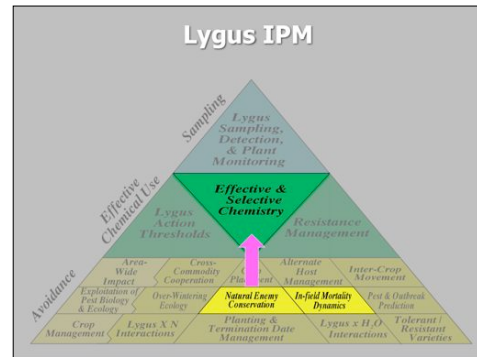 Lygus IPM
Sampling
Lygus
Sampling,
Detection,
& Plant
Monitoring
Effective
Chemical Use
Effective &
Selective
Chemistry
Lygus
Action
Thresholds
Resistance
Management
Avoidance
Area-
Wide
Impact
Cross-
Commodity
Cooperation
Alternate
Host
Management
Inter-Crop
Movement
Exploitation of
Pest Biology
& Ecology
Over-Wintering
Ecology
Natural Enemy
Conservation
In-field Mortality
Dynamics
Pest & Outbreak
Prediction
Crop
Management
Lygus X N
Interactions
Planting &
Termination Date
Management
Lygus x H2O
Interactions
Tolerant /
Resistant
Varieties